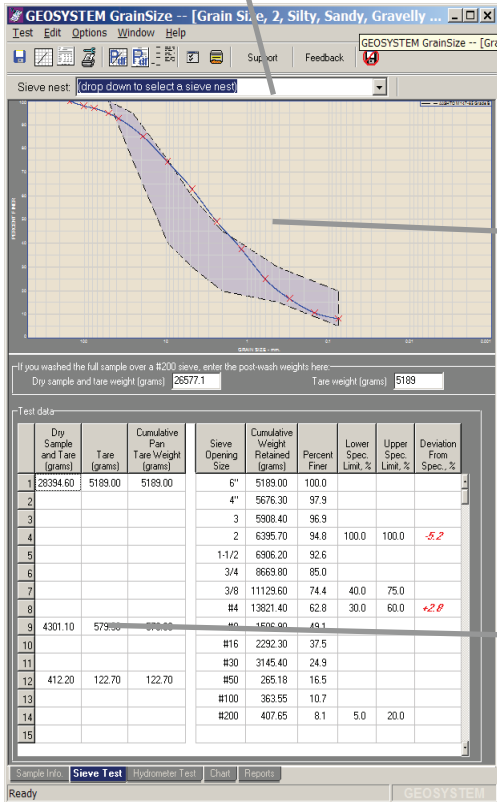 GEOSYSTEM GrainSize -- [Grain Size, 2, Silty, Sandy, Gravelly ...
Test Edit Options Window Help
GEOSYSTEM GrainSize -- [Gra
Support Feedback
Sieve nest: (drop down to select a sieve nest)
PERCENT FINER
100 10 1 0.1 0.01 0.001
GRAIN SIZE - mm
If you washed the full sample over a #200 sieve, enter the post-wash weights here:
Dry sample and tare weight (grams) 26577.1 Tare weight (grams) 5189
Test data
Dry Sample and Tare (grams) Tare (grams) Cumulative Pan Tare Weight (grams) Sieve Opening Size Cumulative Weight Retained (grams) Percent Finer Lower Spec. Limit, % Upper Spec. Limit, % Deviation From Spec., %
1 28394.60 5189.00 5189.00 6" 5189.00 100.0
2 4" 5676.30 97.9
3 3 5908.40 96.9
4 2 6395.70 94.8 100.0 100.0 -5.2
5 1-1/2 6906.20 92.6
6 3/4 8669.80 85.0
7 3/8 11129.60 74.4 40.0 75.0
8 #4 13821.40 62.8 30.0 60.0 +2.8
9 4301.10 49.1
10 #16 2292.30 37.5
11 #30 3145.40 24.9
12 412.20 122.70 122.70 #50 265.18 16.5
13 #100 363.55 10.7
14 #200 407.65 8.1 5.0 20.0
15
Sample Info. Sieve Test Hydrometer Test Chart Reports
Ready GEOSYSTEM